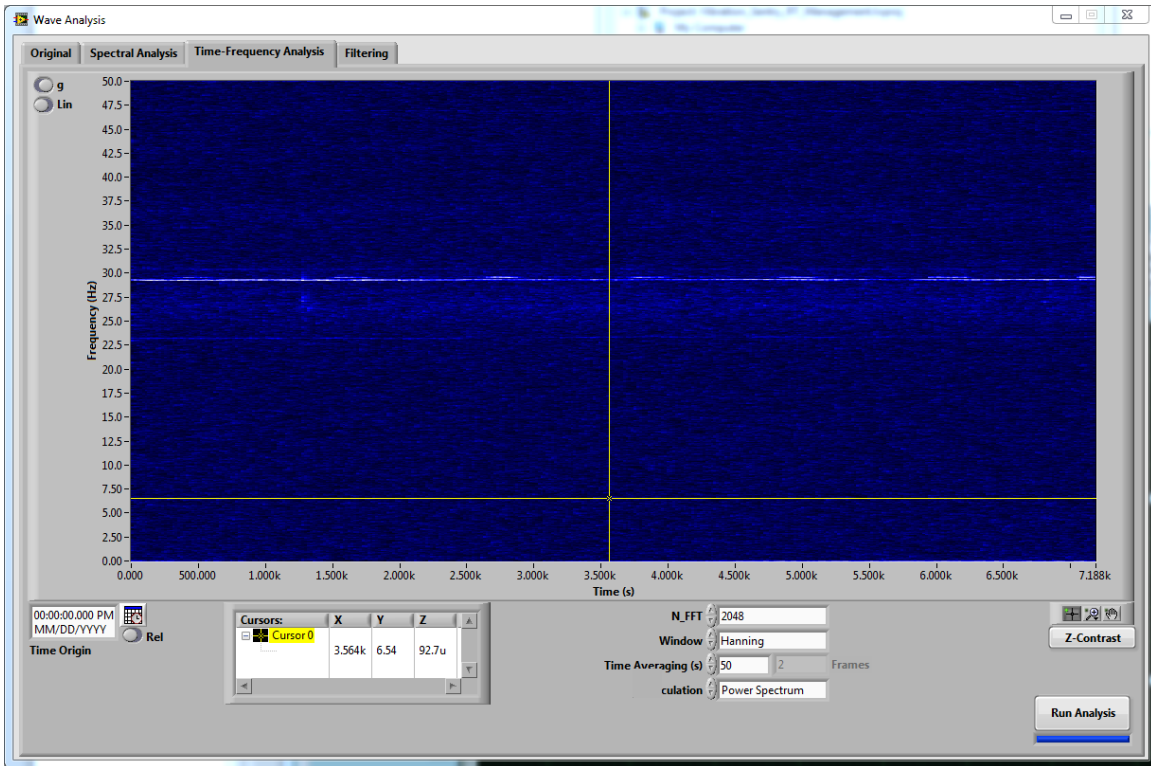 Wave Analysis
Original Spectral Analysis Time-Frequency Analysis Filtering
g
Lin
50.0
47.5
45.0
42.5
40.0
37.5
35.0
32.5
30.0
27.5
25.0
22.5
20.0
17.5
15.0
12.5
10.0
7.50
5.00
2.50
0.00
Frequency (Hz)
0.000 500.000 1.000k 1.500k 2.000k 2.500k 3.000k 3.500k 4.000k 4.500k 5.000k 5.500k 6.000k 6.500k 7.188k
Time (s)
00:00:00.000 PM
MM/DD/YYYY
Rel
Time Origin
Cursors: X Y Z
Cursor 0
3.564k 6.54 92.7u
N_FFT 2048
Window Hanning
Time Averaging (s) 50 2 Frames
culation Power Spectrum
Z-Contrast
Run Analysis